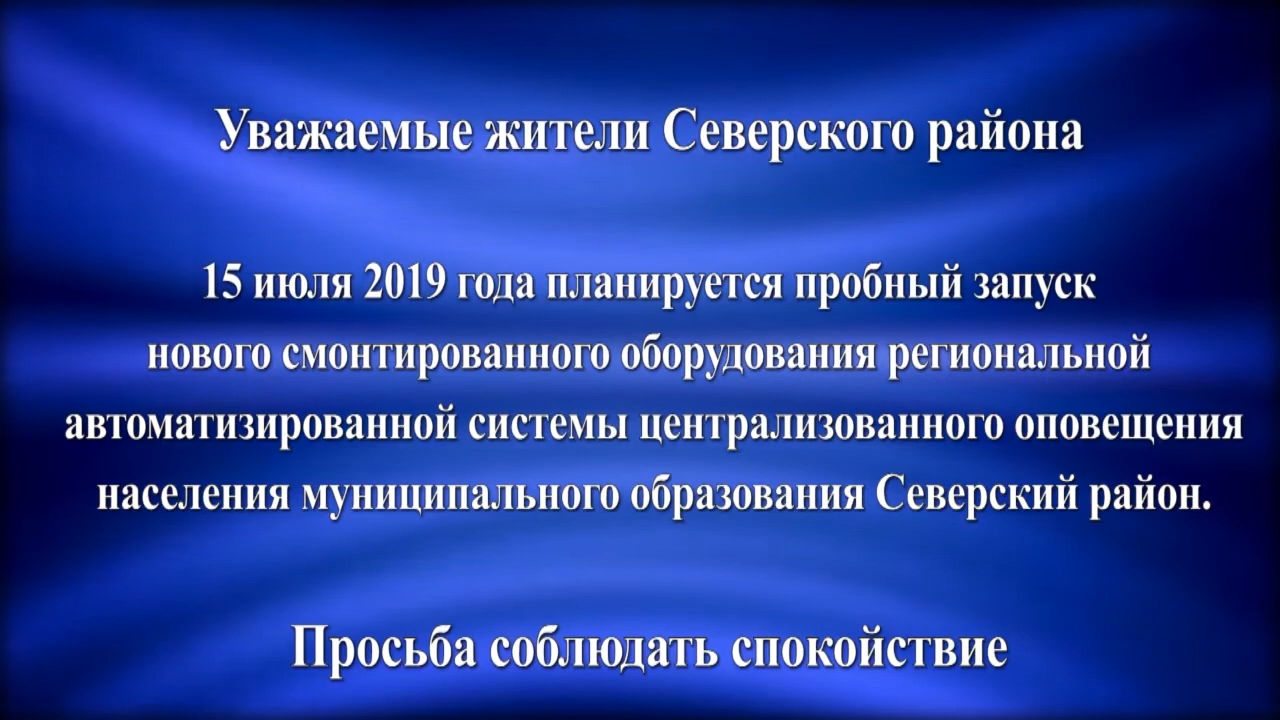 Уважаемые жители Северского района
15 июля 2019 года планируется пробный запуск
нового смонтированного оборудования региональной
автоматизированной системы централизованного оповещения
населения муниципального образования Северский район.
Просьба соблюдать спокойствие